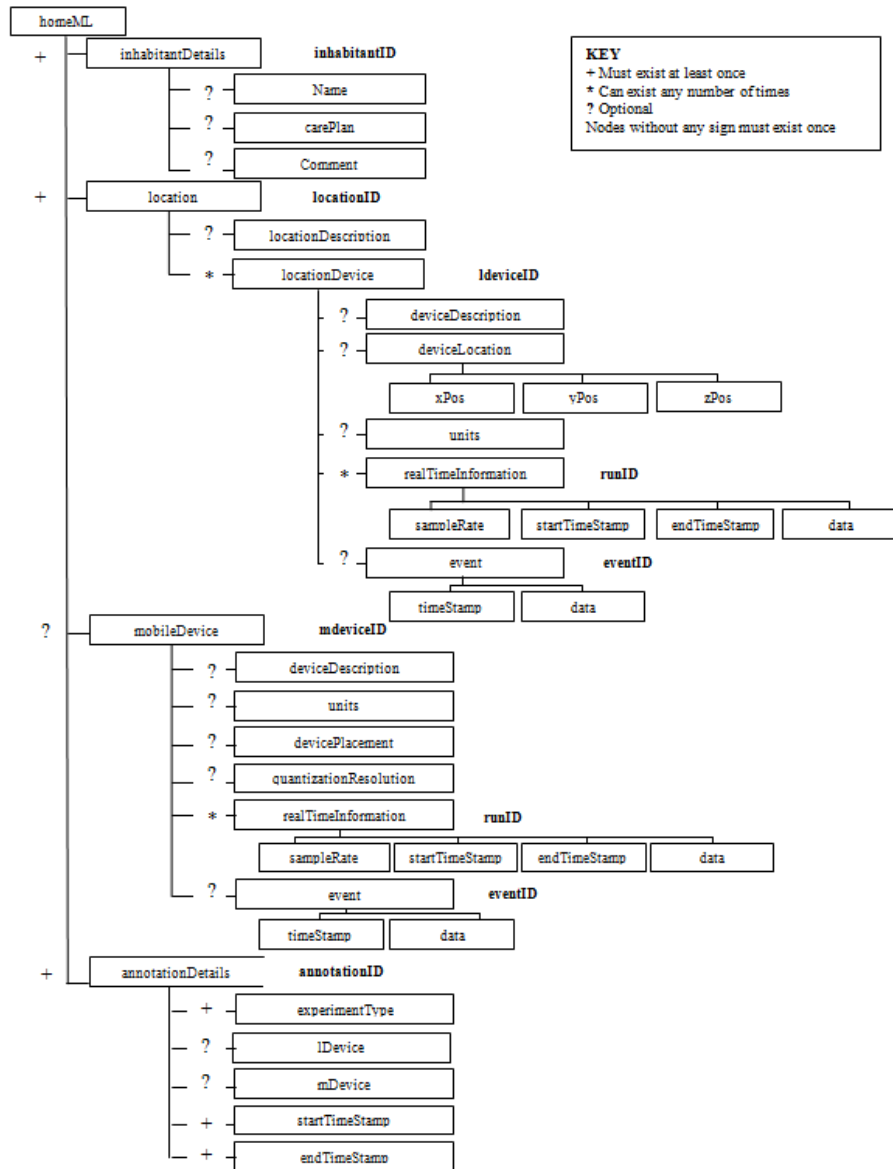 homeML
+ inhabitantDetails inhabitantID
? Name
? carePlan
? Comment
KEY
+ Must exist at least once
* Can exist any number of times
? Optional
Nodes without any sign must exist once
+ location locationID
? locationDescription
* locationDevice ldeviceID
? deviceDescription
? deviceLocation
xPos yPos zPos
? units
* realTimeInformation runID
sampleRate startTimeStamp endTimeStamp data
? event eventID
timeStamp data
? mobileDevice mdeviceID
? deviceDescription
? units
? devicePlacement
? quantizationResolution
* realTimeInformation runID
sampleRate startTimeStamp endTimeStamp data
? event eventID
timeStamp data
+ annotationDetails annotationID
+ experimentType
? lDevice
? mDevice
+ startTimeStamp
+ endTimeStamp